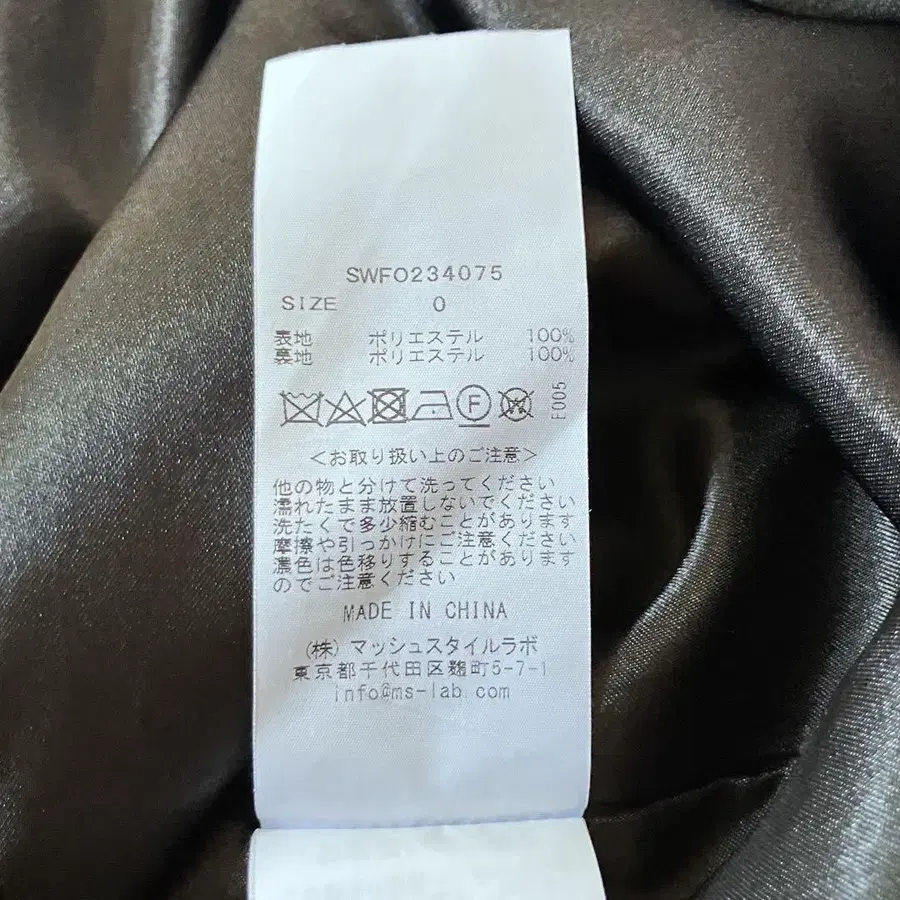 SWFO234075
SIZE 0
表地 ポリエステル 100%
裏地 ポリエステル 100%
F W F005
＜お取り扱い上のご注意＞
他の物と分けて洗ってください
濡れたまま放置しないでください
洗たくで多少縮むことがあります
摩擦や引っかけにご注意ください
濃色は色移りすることがあります
のでご注意ください
MADE IN CHINA
(株) マッシュスタイルラボ
東京都千代田区麹町5-7-1
info@ms-lab.com